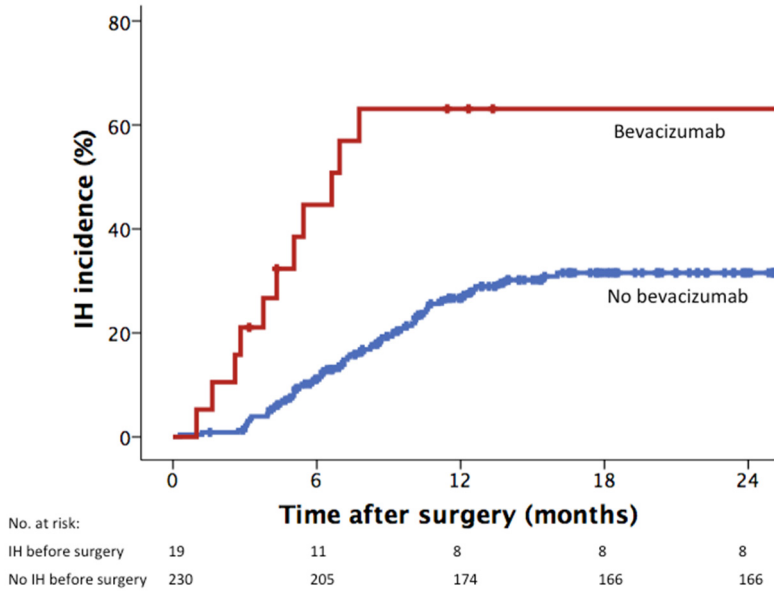 80
60
40
20
0
IH incidence (%)
Bevacizumab
No bevacizumab
0 6 12 18 24
Time after surgery (months)
No. at risk:
IH before surgery 19 11 8 8 8
No IH before surgery 230 205 174 166 166